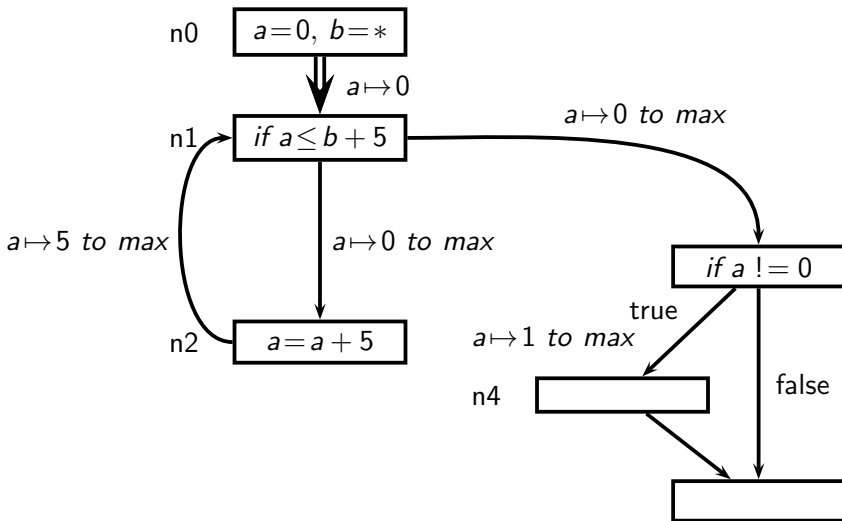 n0
a=0, b=*
a↦0
n1
if a≤b+5
a↦0 to max
a↦5 to max
a↦0 to max
if a !=0
n2
a=a+5
true
a↦1 to max
n4
false